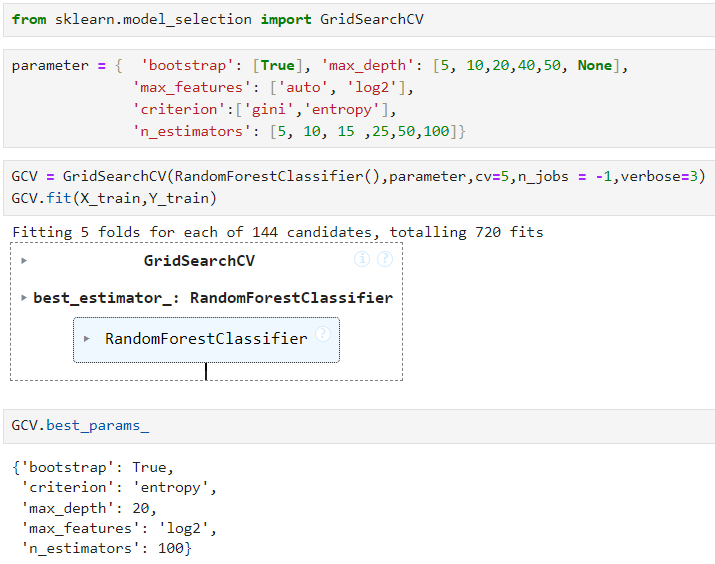 from sklearn.model_selection import GridSearchCV
parameter = {  'bootstrap': [True], 'max_depth': [5, 10,20,40,50, None],
              'max_features': ['auto', 'log2'],
              'criterion':['gini','entropy'],
              'n_estimators': [5, 10, 15 ,25,50,100]}
GCV = GridSearchCV(RandomForestClassifier(),parameter,cv=5,n_jobs = -1,verbose=3)
GCV.fit(X_train,Y_train)
Fitting 5 folds for each of 144 candidates, totalling 720 fits
GridSearchCV i ?
best_estimator_: RandomForestClassifier
RandomForestClassifier ?
GCV.best_params_
{'bootstrap': True,
 'criterion': 'entropy',
 'max_depth': 20,
 'max_features': 'log2',
 'n_estimators': 100}